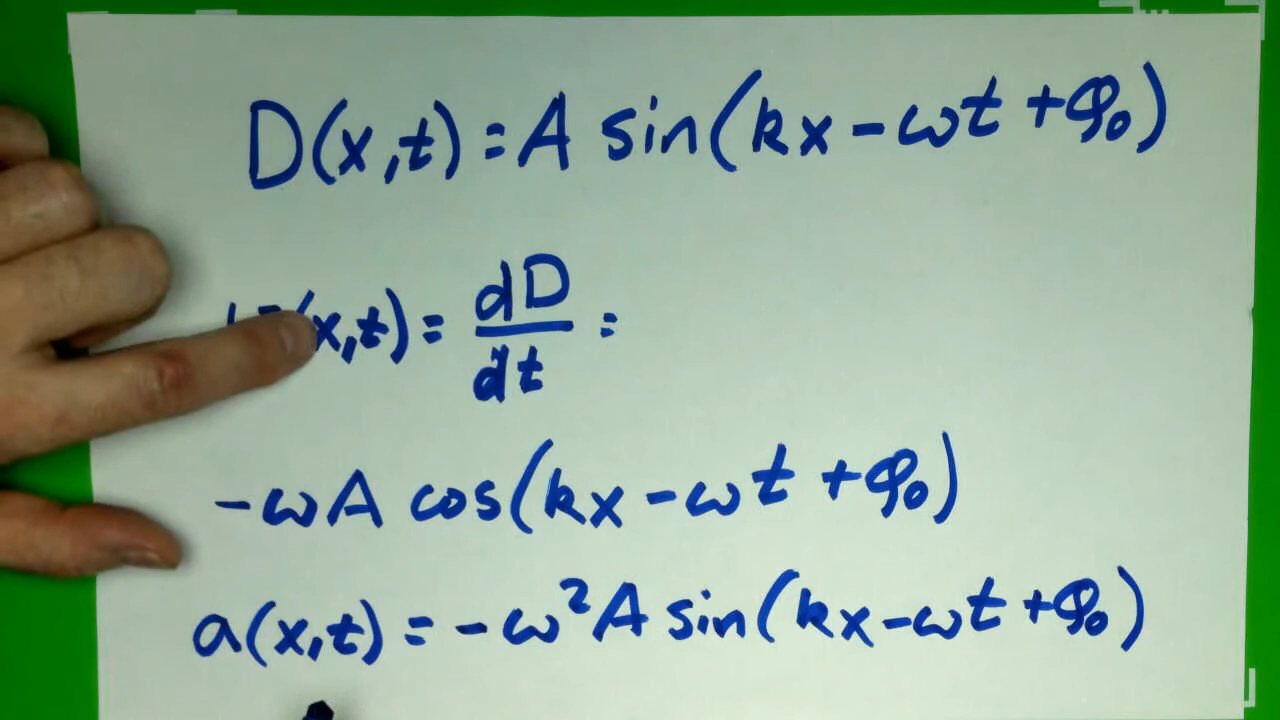 D(x,t) = A sin(kx - ωt + φ₀)
(x,t) = dD/dt =
-ωA cos(kx - ωt + φ₀)
a(x,t) = -ω²A sin(kx - ωt + φ₀)